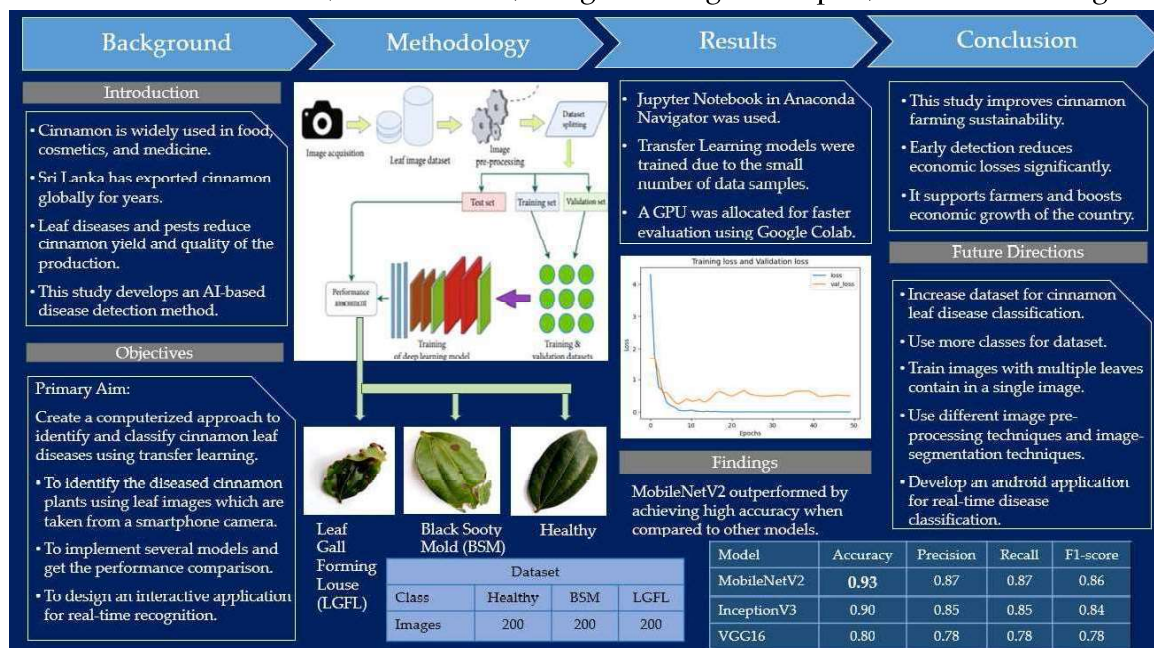 Background
Methodology
Results
Conclusion
Introduction
• Cinnamon is widely used in food,
cosmetics, and medicine.
• Sri Lanka has exported cinnamon
globally for years.
• Leaf diseases and pests reduce
cinnamon yield and quality of the
production.
• This study develops an AI-based
disease detection method.
Objectives
Primary Aim:
Create a computerized approach to
identify and classify cinnamon leaf
diseases using transfer learning.
• To identify the diseased cinnamon
plants using leaf images which are
taken from a smartphone camera.
• To implement several models and
get the performance comparison.
• To design an interactive application
for real-time recognition.
Image acquisition
Leaf image dataset
Image
pre-processing
Dataset
splitting
Test set
Training set
Validation set
Performance
assessment
Training
of deep learning model
Training &
validation datasets
Leaf
Gall
Forming
Louse
(LGFL)
Black Sooty
Mold (BSM)
Healthy
Dataset
Class Healthy BSM LGFL
Images 200 200 200
• Jupyter Notebook in Anaconda
Navigator was used.
• Transfer Learning models were
trained due to the small
number of data samples.
• A GPU was allocated for faster
evaluation using Google Colab.
Training loss and Validation loss
loss
val_loss
Loss
4
3
2
1
0
0 10 20 30 40 50
Epochs
Findings
MobileNetV2 outperformed by
achieving high accuracy when
compared to other models.
Model Accuracy Precision Recall F1-score
MobileNetV2 0.93 0.87 0.87 0.86
InceptionV3 0.90 0.85 0.85 0.84
VGG16 0.80 0.78 0.78 0.78
• This study improves cinnamon
farming sustainability.
• Early detection reduces
economic losses significantly.
• It supports farmers and boosts
economic growth of the country.
Future Directions
• Increase dataset for cinnamon
leaf disease classification.
• Use more classes for dataset.
• Train images with multiple leaves
contain in a single image.
• Use different image pre-
processing techniques and image-
segmentation techniques.
• Develop an android application
for real-time disease
classification.